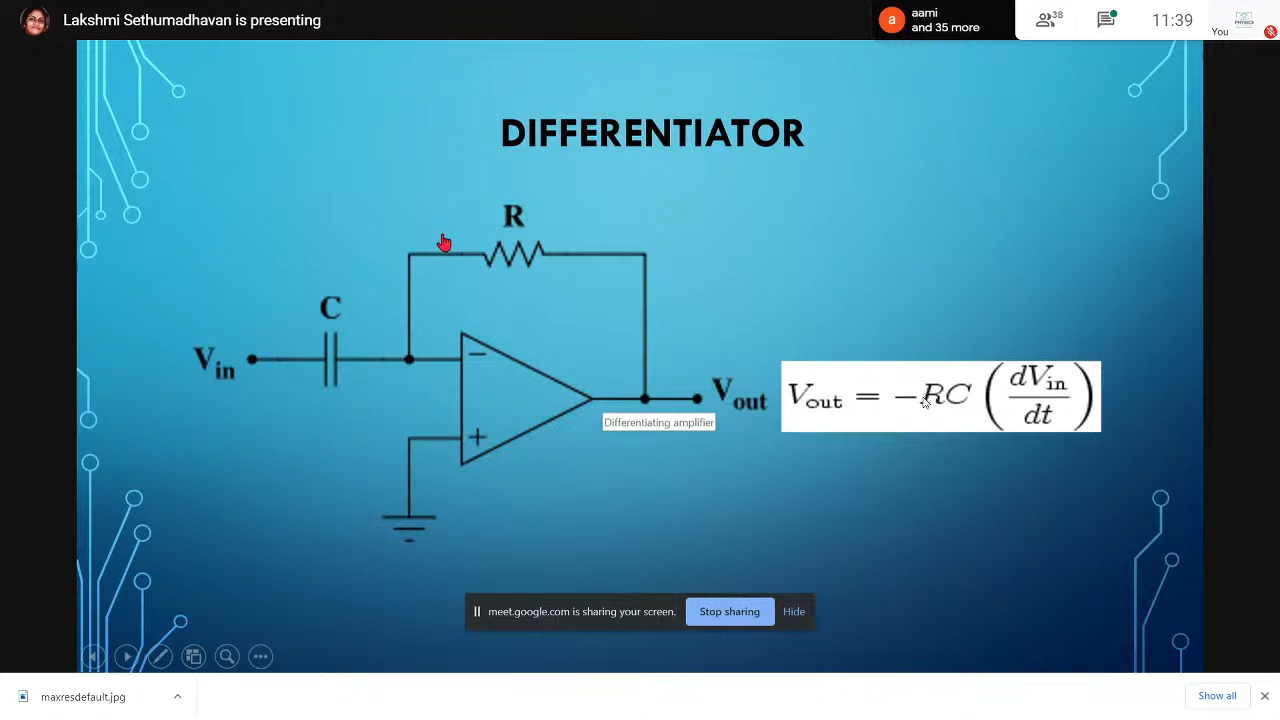 Lakshmi Sethumadhavan is presenting
a
aami
and 35 more
38
11:39
PHYSICS
You
DIFFERENTIATOR
R
C
Vin
−
+
Vout
Differentiating amplifier
Vout = −RC (dVin/dt)
meet.google.com is sharing your screen.
Stop sharing
Hide
maxresdefault.jpg
Show all